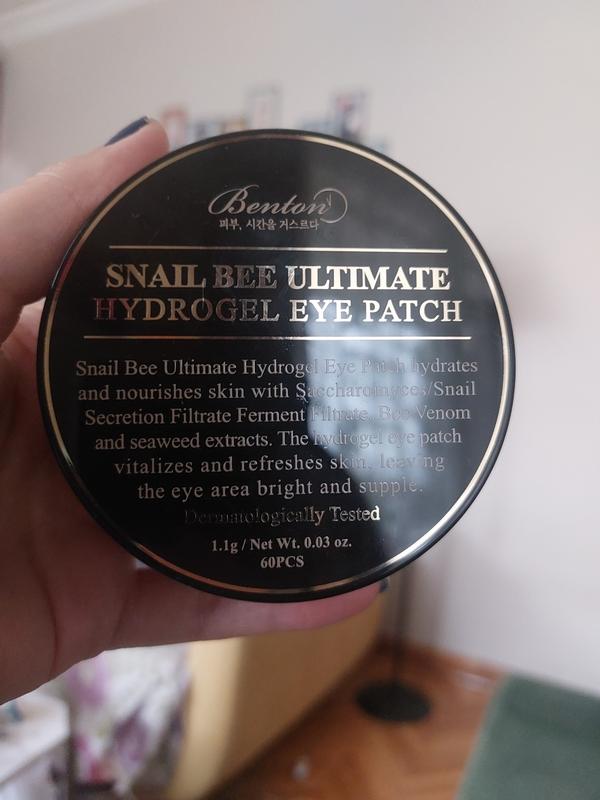 Benton
피부, 시간을 거스르다
SNAIL BEE ULTIMATE
HYDROGEL EYE PATCH
Snail Bee Ultimate Hydrogel Eye Patch hydrates
and nourishes skin with Saccharomyces/Snail
Secretion Filtrate Ferment Filtrate, Bee Venom
and seaweed extracts. The hydrogel eye patch
vitalizes and refreshes skin, leaving
the eye area bright and supple.
Dermatologically Tested
1.1g / Net Wt. 0.03 oz.
60PCS